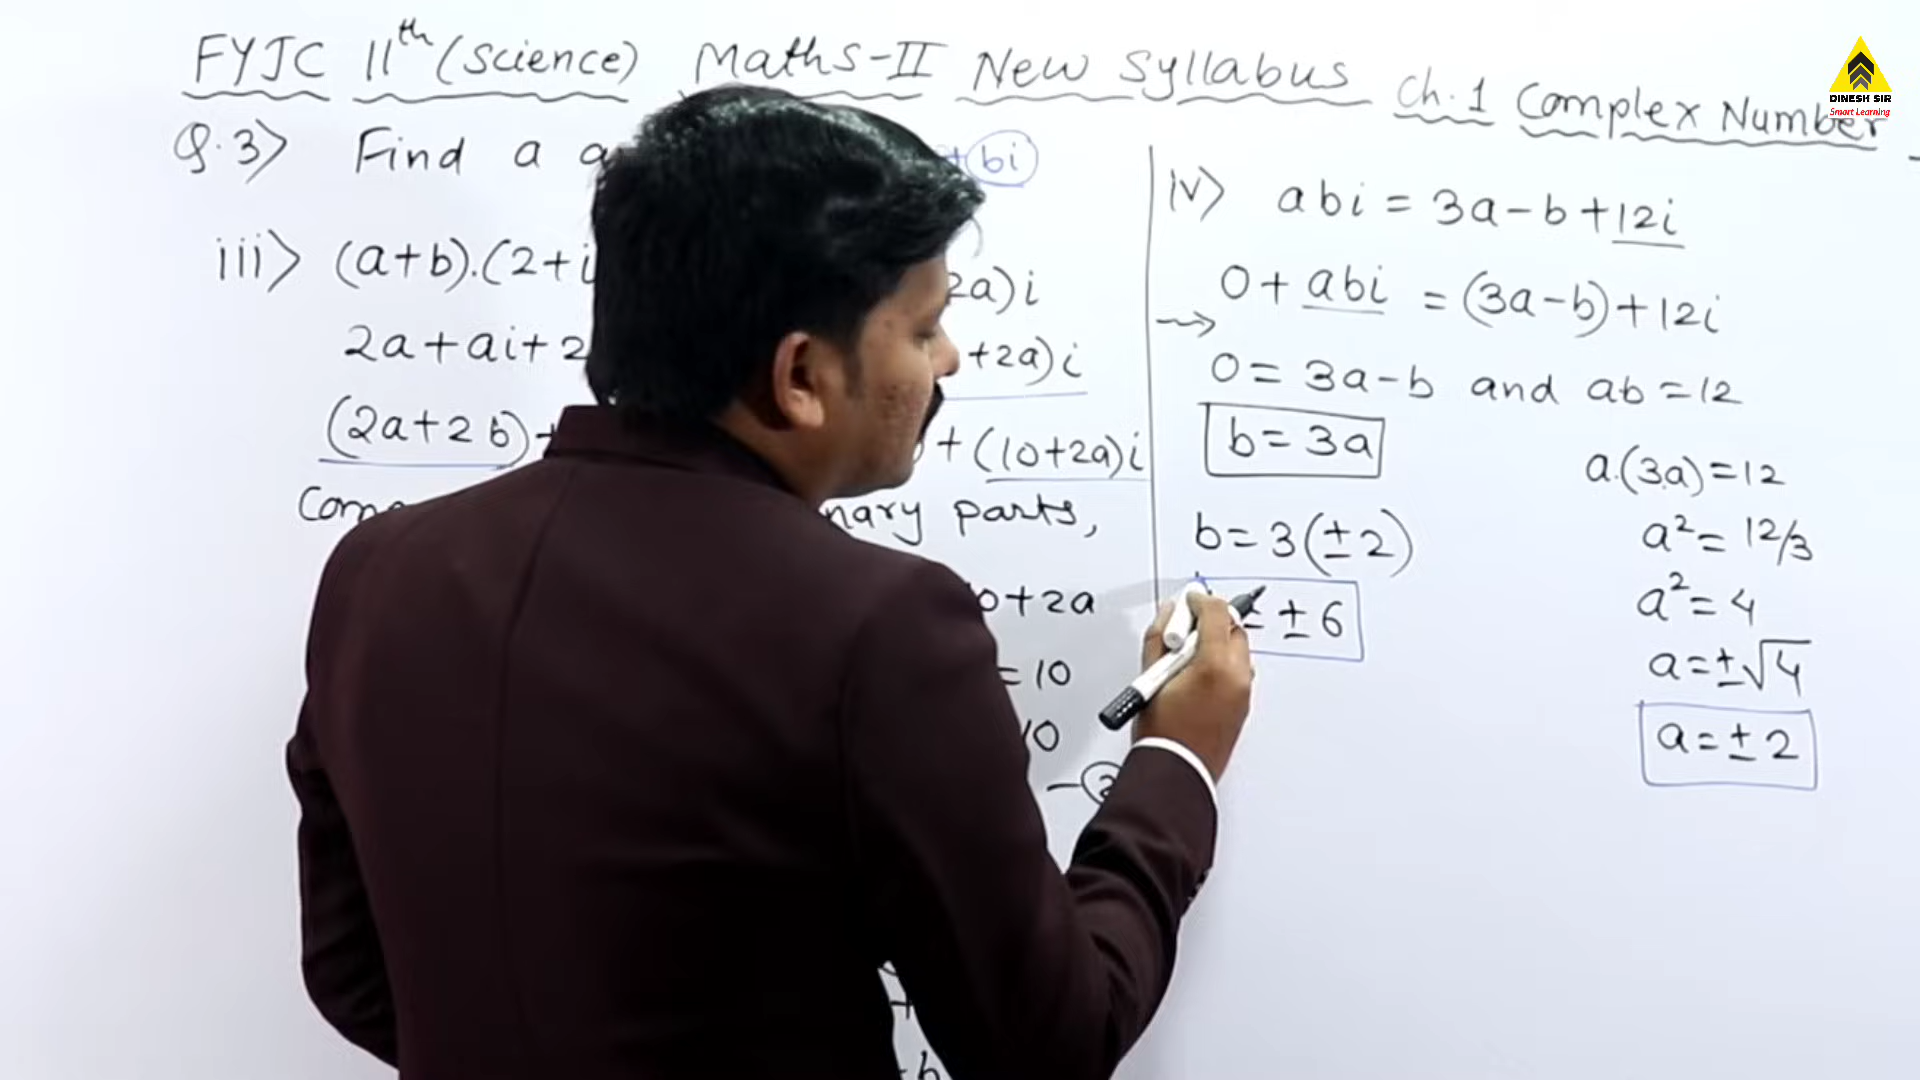 FYJC 11th (Science) Maths-II New Syllabus Ch.1 Complex Number
DINESH SIR
Smart Learning
Q.3> Find a a + bi
iii> (a+b).(2+i 2a)i
2a+ai+2 +2a)i
(2a+2b)+ + (10+2a)i
nary parts,
0+2a
= 10
10
iv> abi = 3a-b+12i
0+ abi = (3a-b)+12i
0 = 3a-b and ab = 12
b = 3a
a.(3a) = 12
b = 3(±2)
a² = 12/3
± 6
a² = 4
a = ±√4
a = ± 2